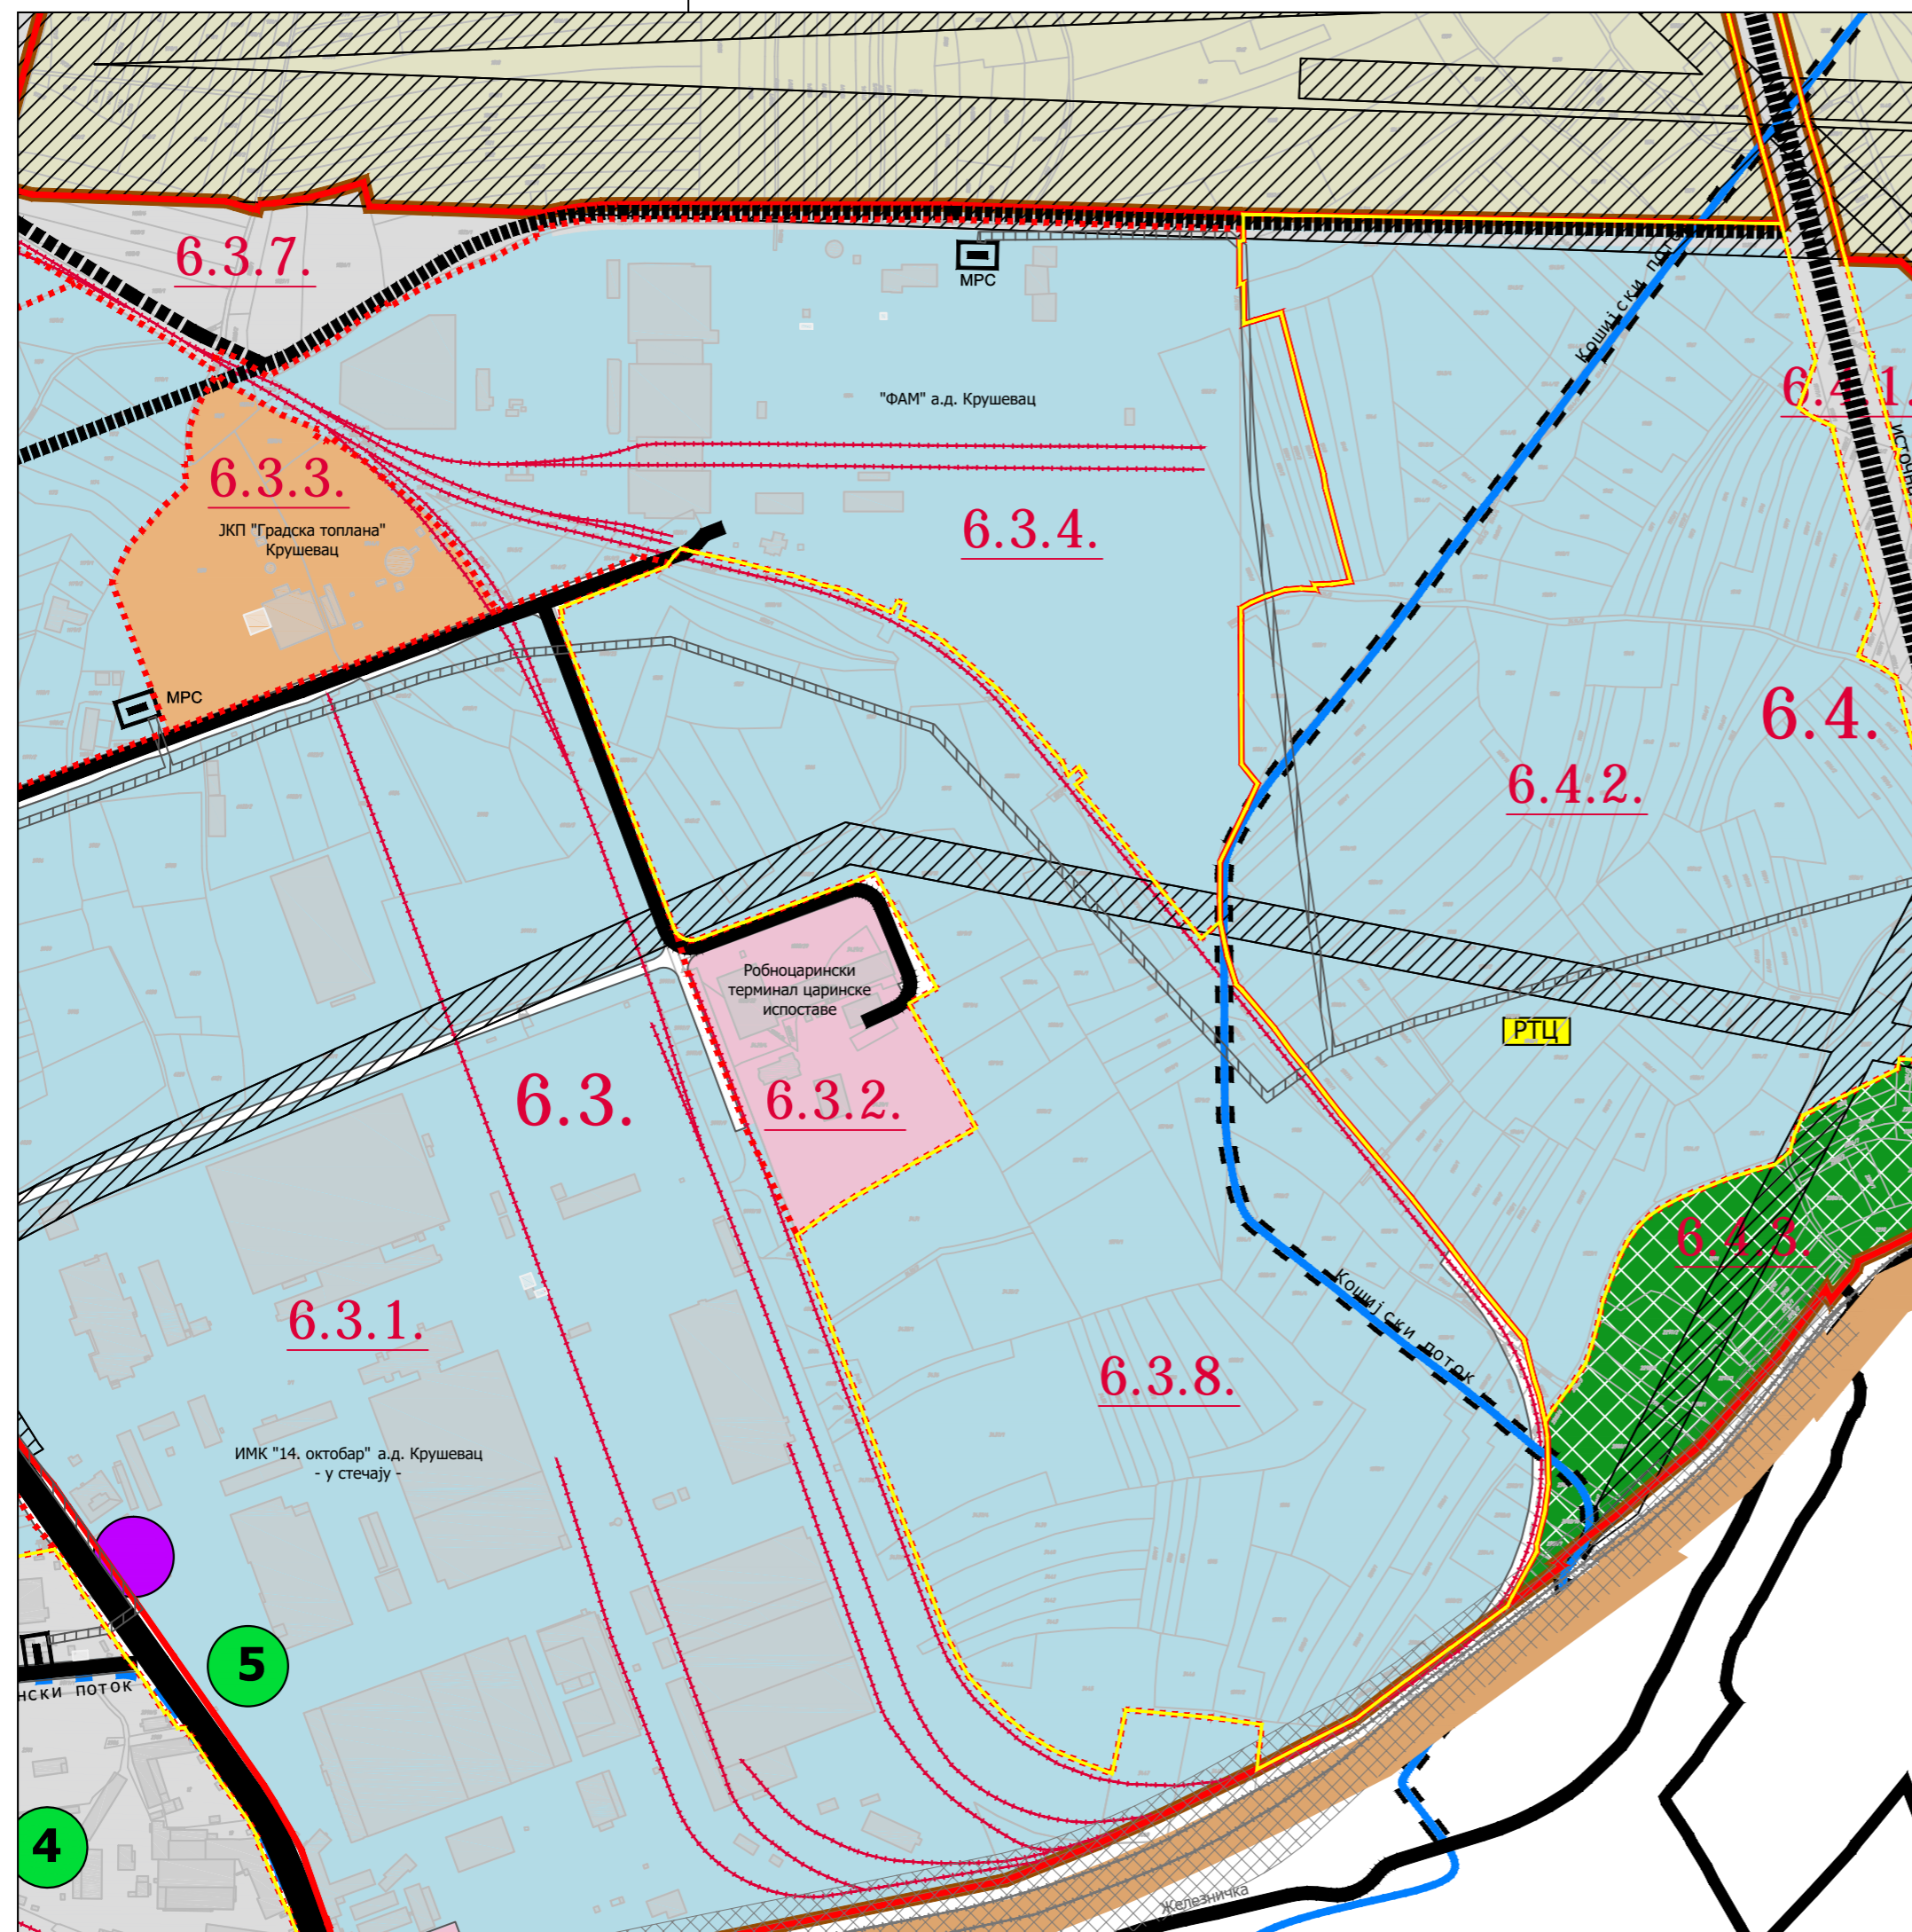 6.3.7.
МРС
Кошијски поток
"ФАМ" а.д. Крушевац
6.4.1.
6.3.3.
ЈКП "Градска топлана"
Крушевац
6.3.4.
МРС
6.4.
6.4.2.
Робноцарински
терминал царинске
испоставе
РТЦ
6.3.
6.3.2.
6.4.3.
6.3.1.
Кошијски поток
6.3.8.
ИМК "14. октобар" а.д. Крушевац
- у стечају -
5
нски поток
4
Железничка